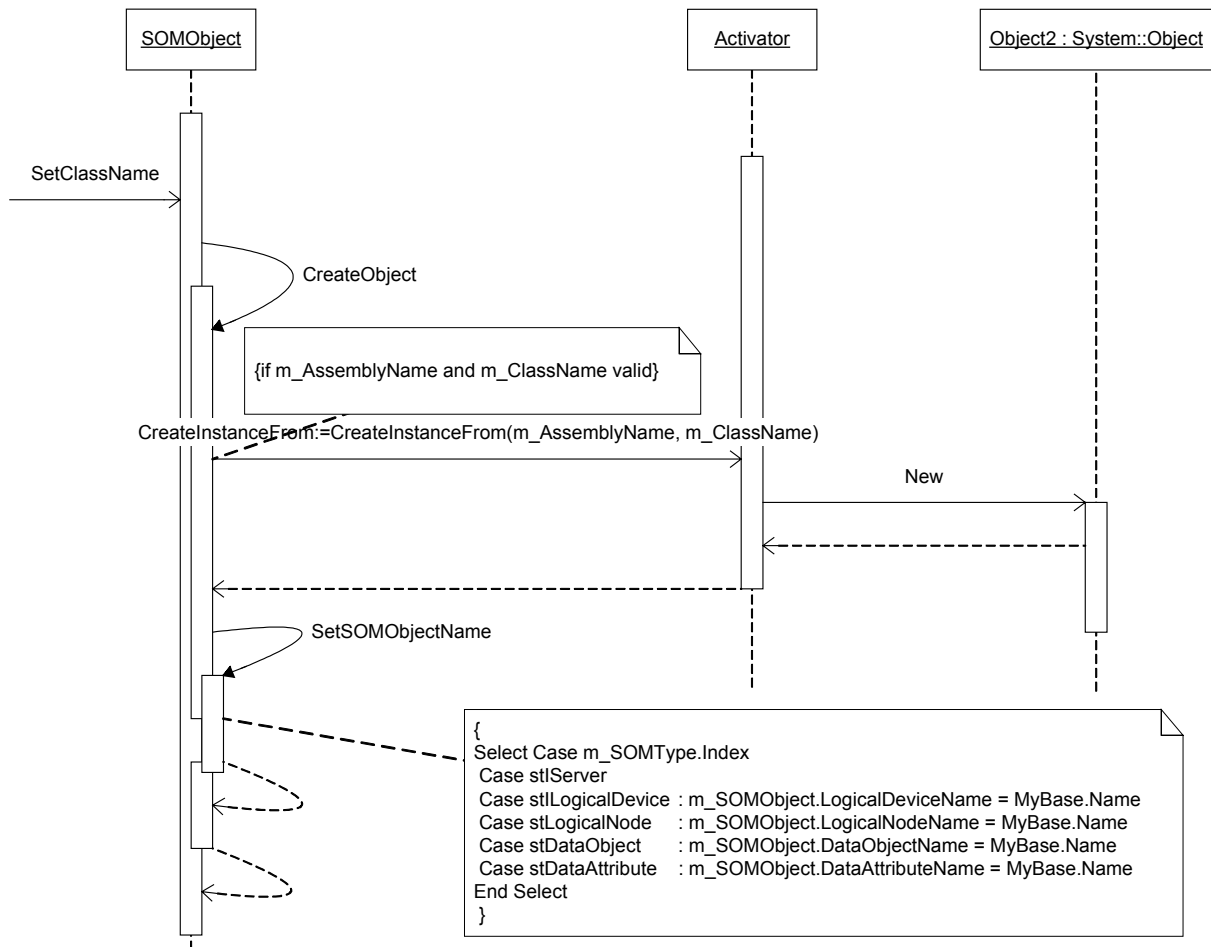 SOMObject
Activator
Object2 : System::Object
SetClassName
CreateObject
{if m_AssemblyName and m_ClassName valid}
CreateInstanceFrom:=CreateInstanceFrom(m_AssemblyName, m_ClassName)
New
SetSOMObjectName
{
Select Case m_SOMType.Index
Case stIServer
Case stILogicalDevice : m_SOMObject.LogicalDeviceName = MyBase.Name
Case stLogicalNode : m_SOMObject.LogicalNodeName = MyBase.Name
Case stDataObject : m_SOMObject.DataObjectName = MyBase.Name
Case stDataAttribute : m_SOMObject.DataAttributeName = MyBase.Name
End Select
}